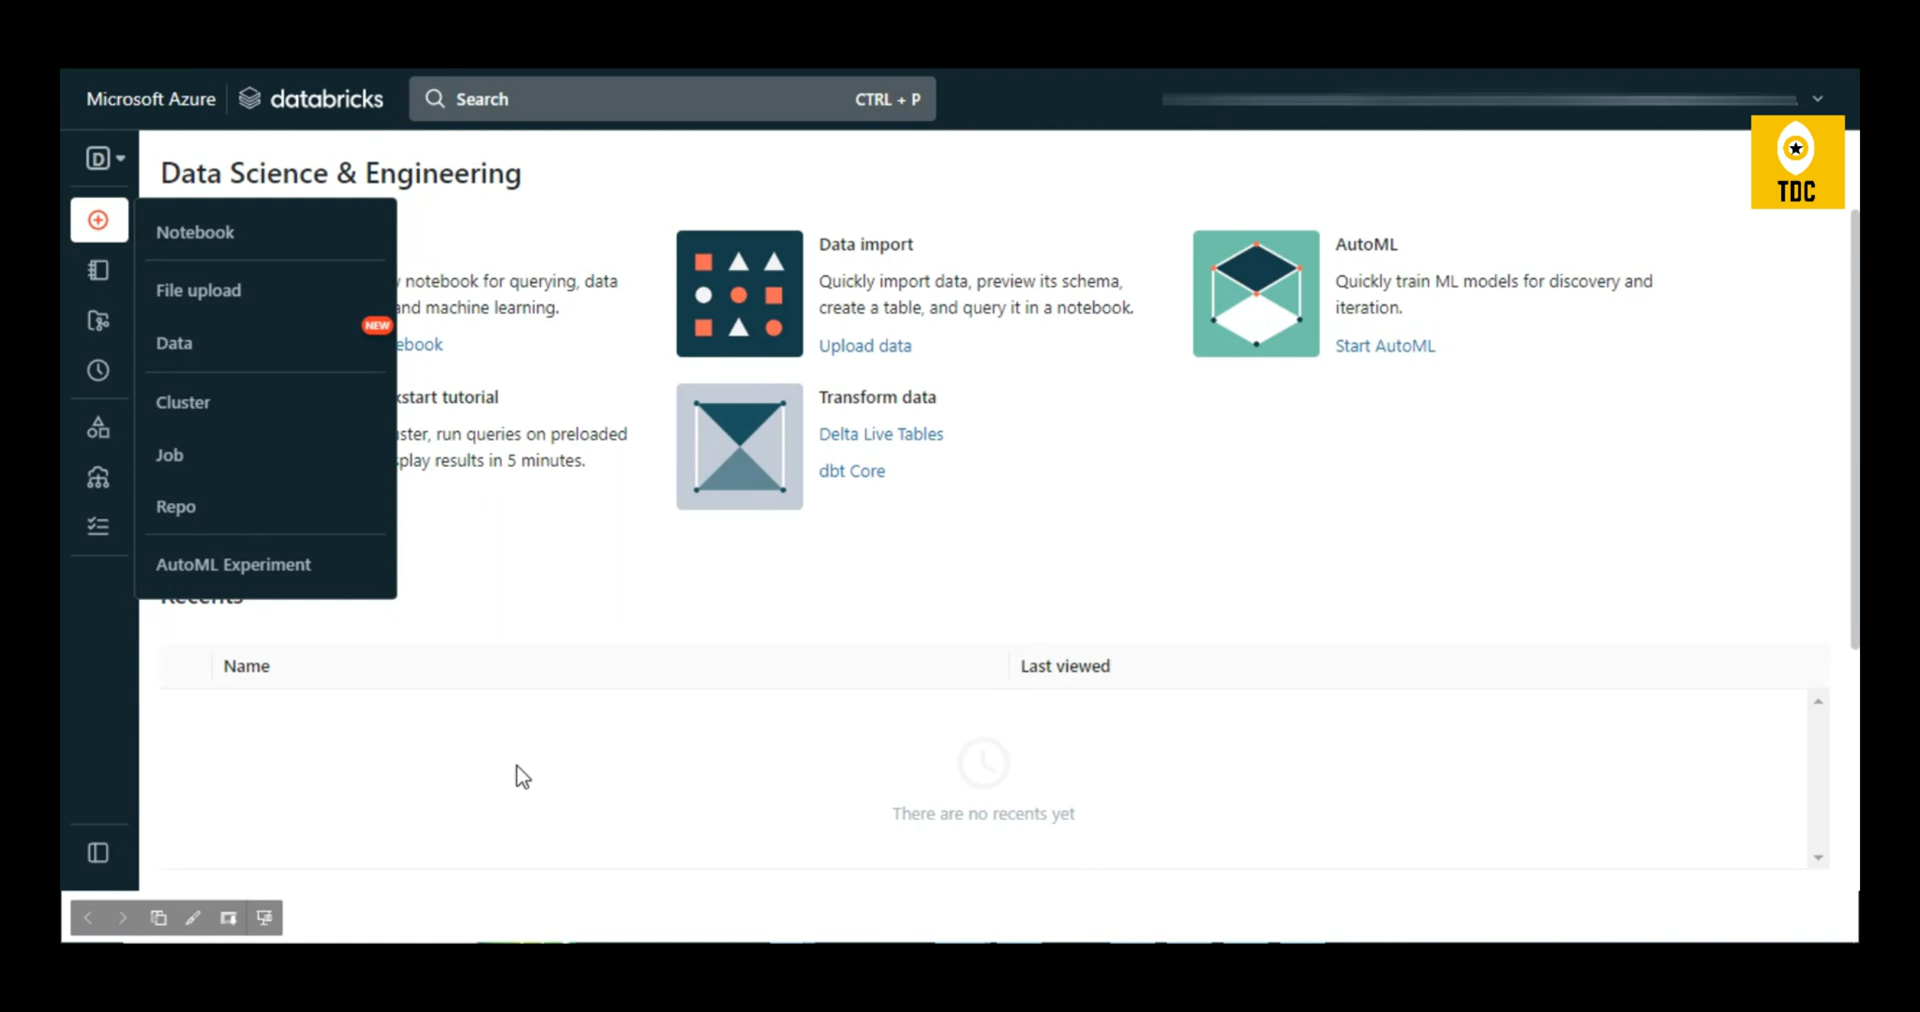 Microsoft Azure
databricks
Search
CTRL + P
TDC
D
Data Science & Engineering
Notebook
File upload
NEW
Data
Cluster
Job
Repo
AutoML Experiment
notebook for querying, data
and machine learning.
ebook
kstart tutorial
ster, run queries on preloaded
splay results in 5 minutes.
Data import
Quickly import data, preview its schema,
create a table, and query it in a notebook.
Upload data
Transform data
Delta Live Tables
dbt Core
AutoML
Quickly train ML models for discovery and
iteration.
Start AutoML
Recents
Name
Last viewed
There are no recents yet